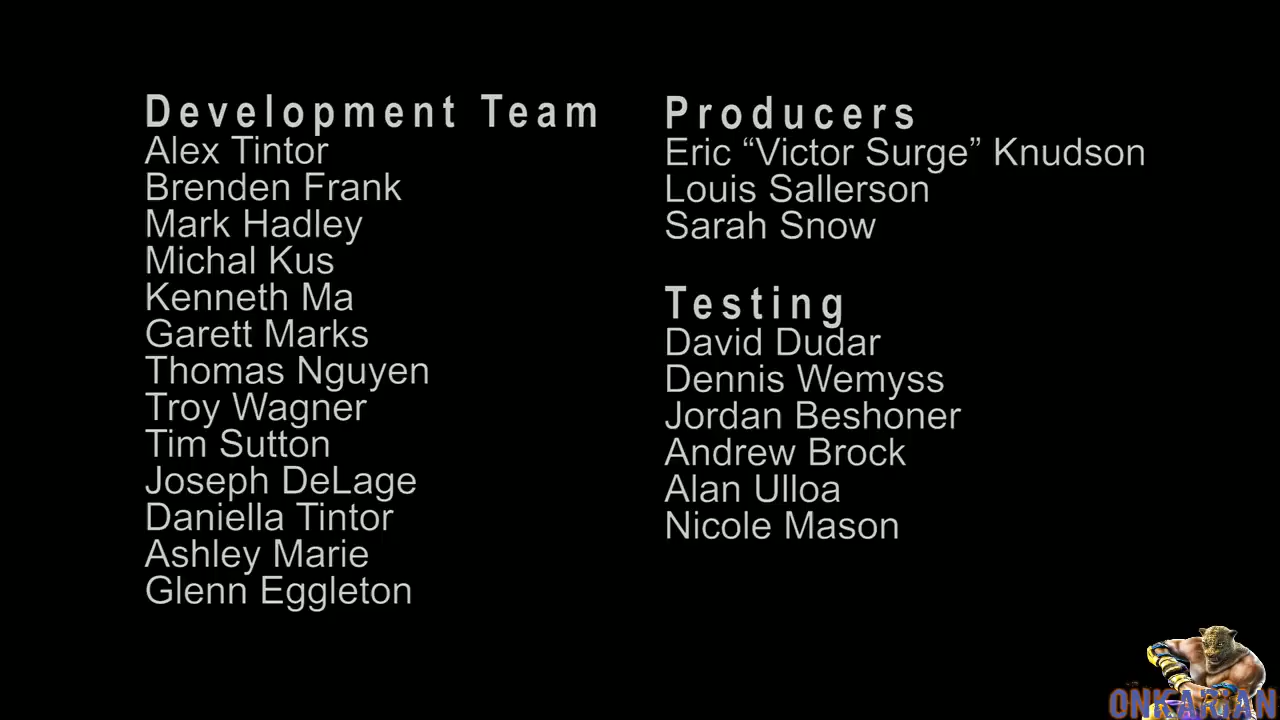 Development Team
Alex Tintor
Brenden Frank
Mark Hadley
Michal Kus
Kenneth Ma
Garett Marks
Thomas Nguyen
Troy Wagner
Tim Sutton
Joseph DeLage
Daniella Tintor
Ashley Marie
Glenn Eggleton
Producers
Eric “Victor Surge” Knudson
Louis Sallerson
Sarah Snow
Testing
David Dudar
Dennis Wemyss
Jordan Beshoner
Andrew Brock
Alan Ulloa
Nicole Mason
ONKARIAN